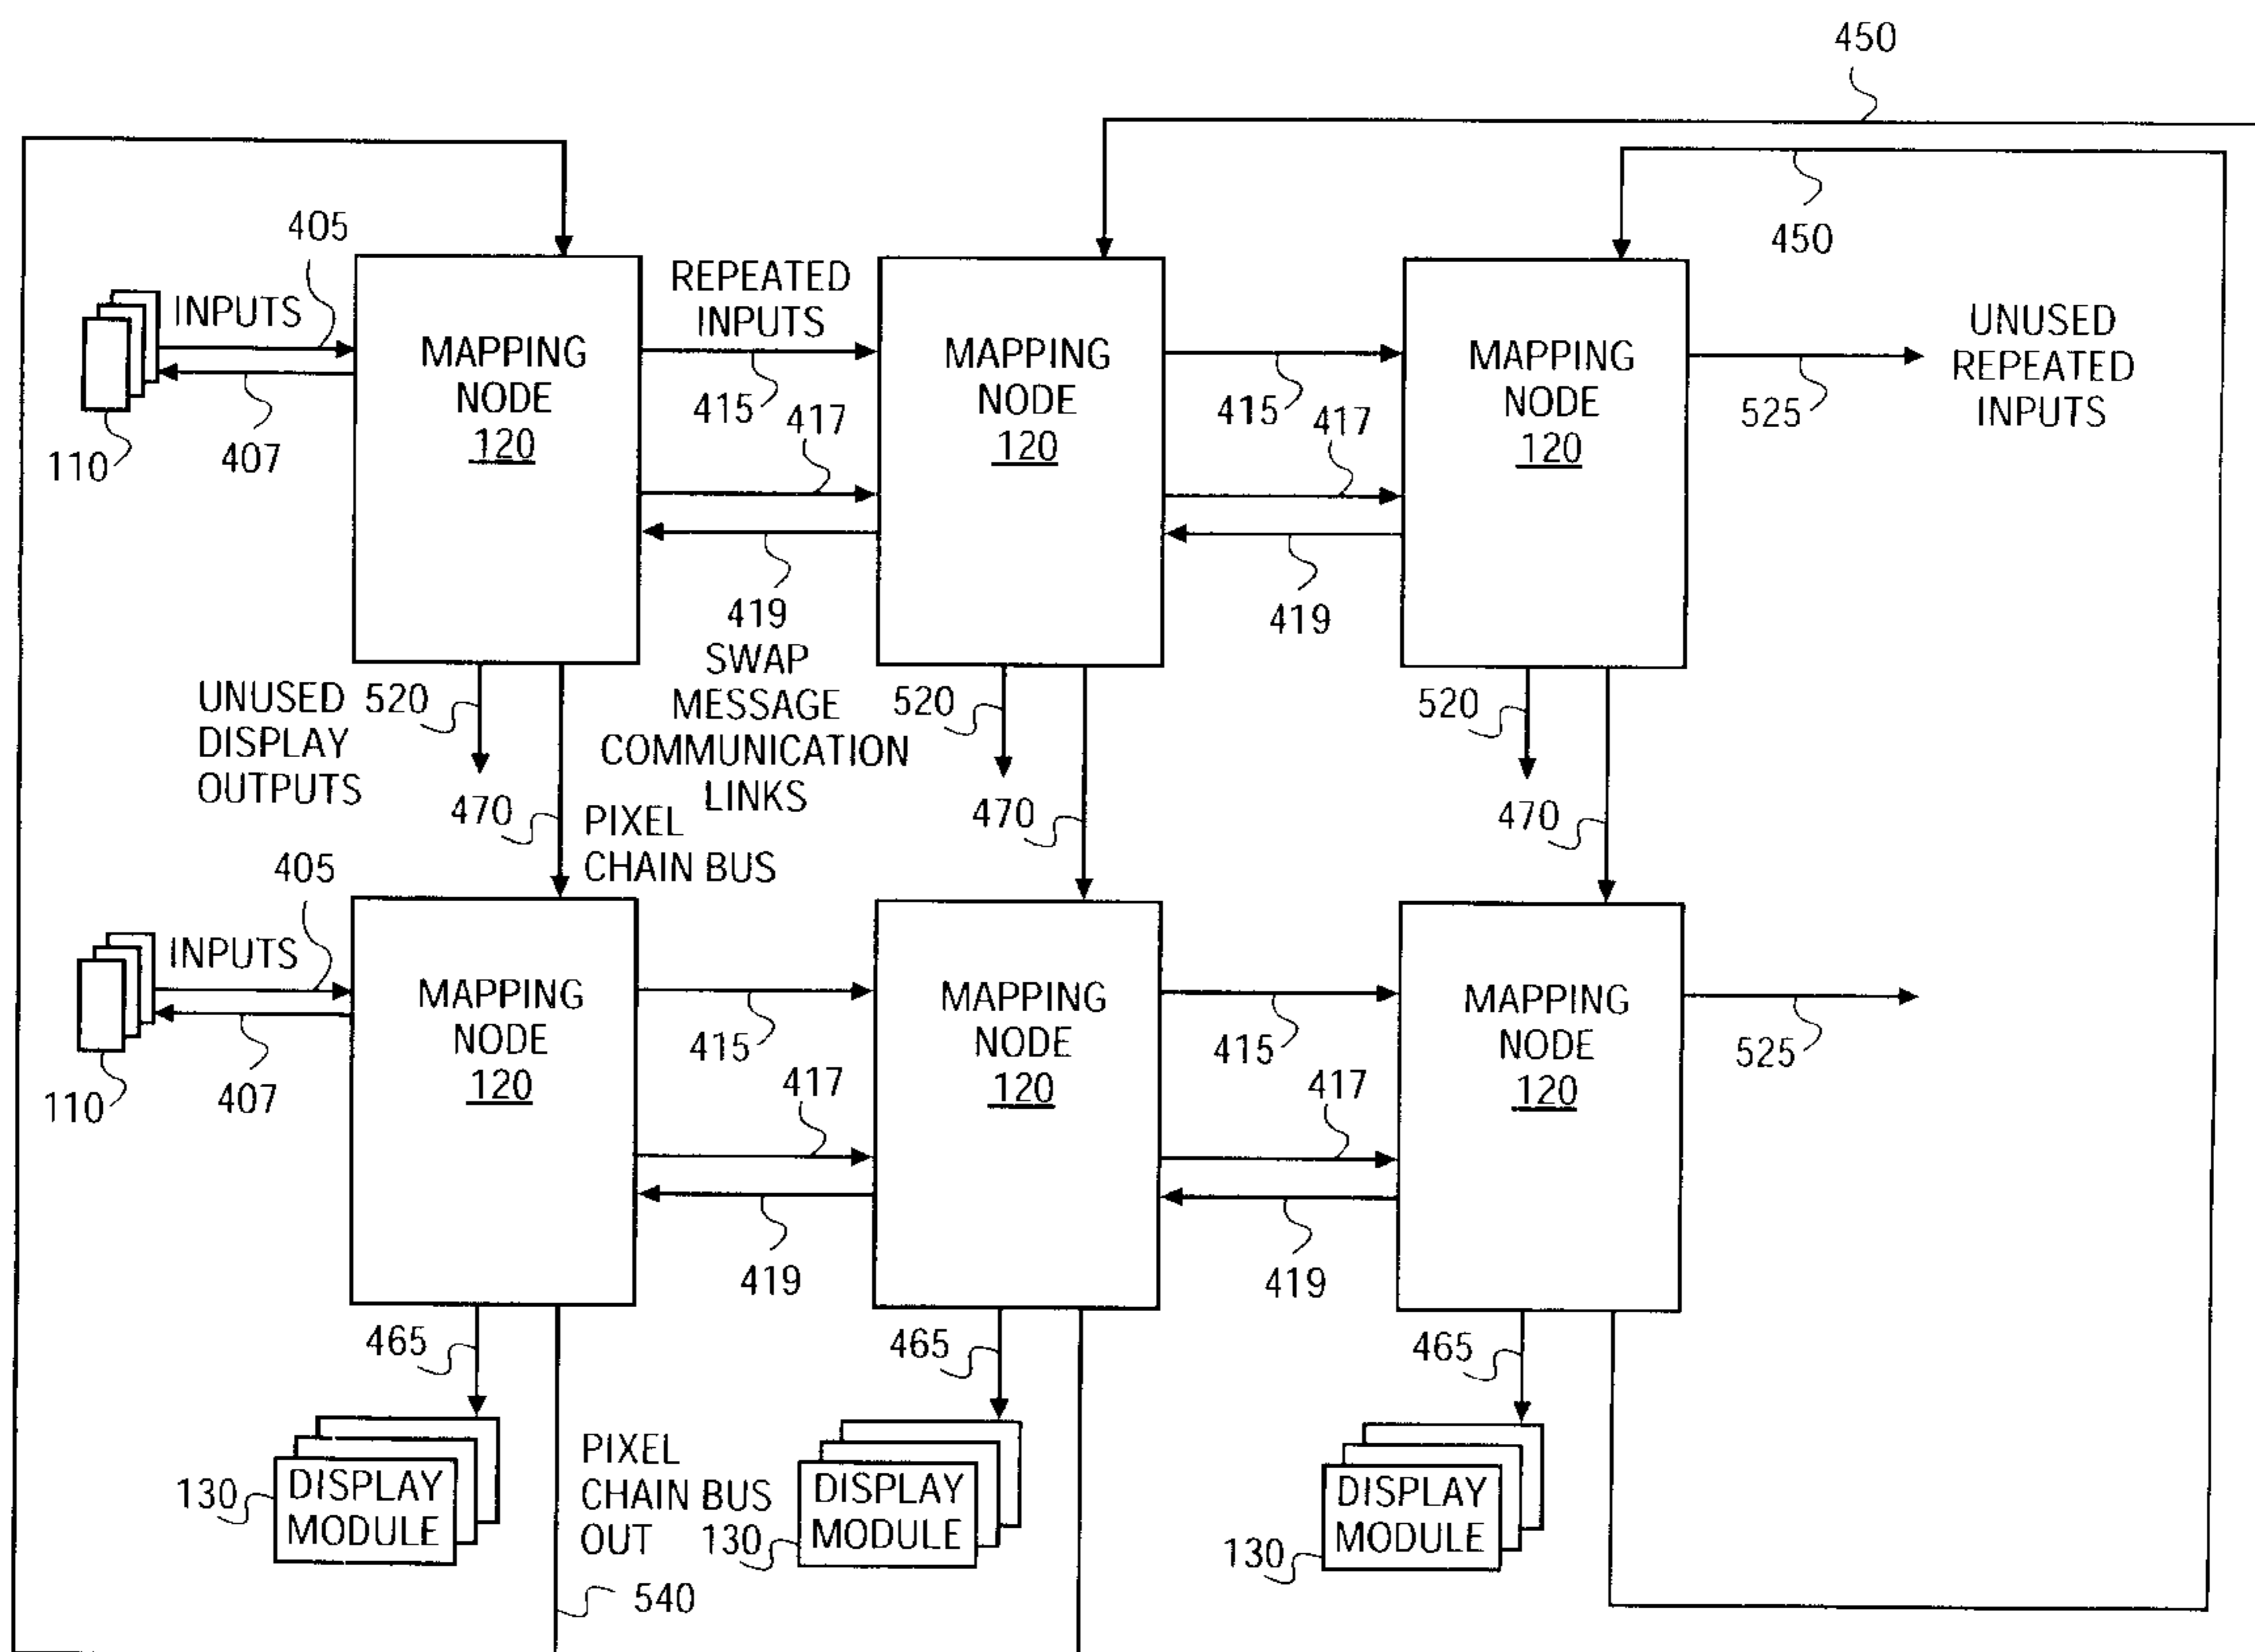 450
450
405
INPUTS
407
110
MAPPING
NODE
120
REPEATED
INPUTS
415
417
419
SWAP
MESSAGE
COMMUNICATION
LINKS
MAPPING
NODE
120
415
417
419
MAPPING
NODE
120
525
UNUSED
REPEATED
INPUTS
UNUSED
DISPLAY
OUTPUTS
520
470
PIXEL
CHAIN BUS
520
470
520
470
405
INPUTS
407
110
MAPPING
NODE
120
415
417
419
MAPPING
NODE
120
415
417
419
MAPPING
NODE
120
525
465
465
465
130
DISPLAY
MODULE
PIXEL
CHAIN BUS
OUT
540
130
DISPLAY
MODULE
130
DISPLAY
MODULE